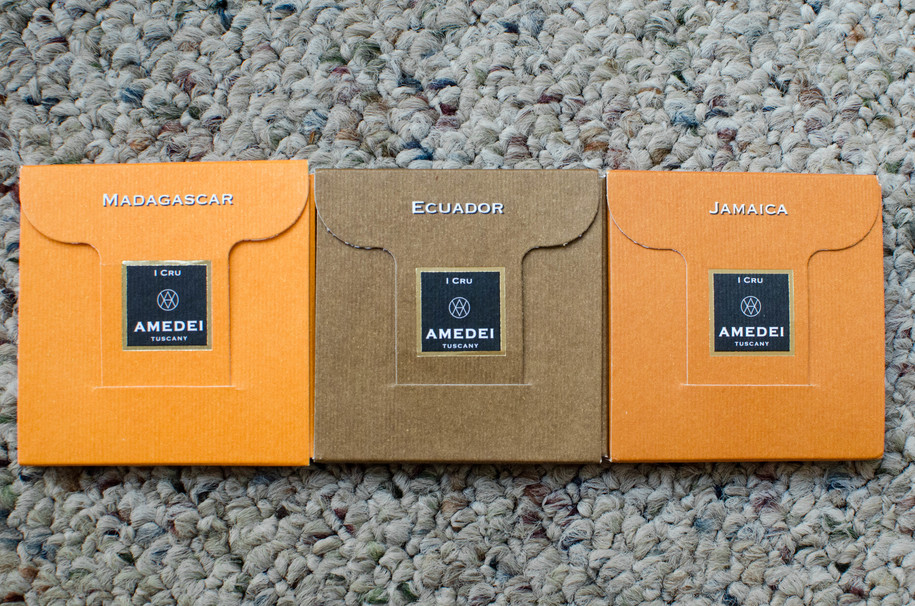 Madagascar
I Cru
AMEDEI
TUSCANY
Ecuador
I Cru
AMEDEI
TUSCANY
Jamaica
I Cru
AMEDEI
TUSCANY